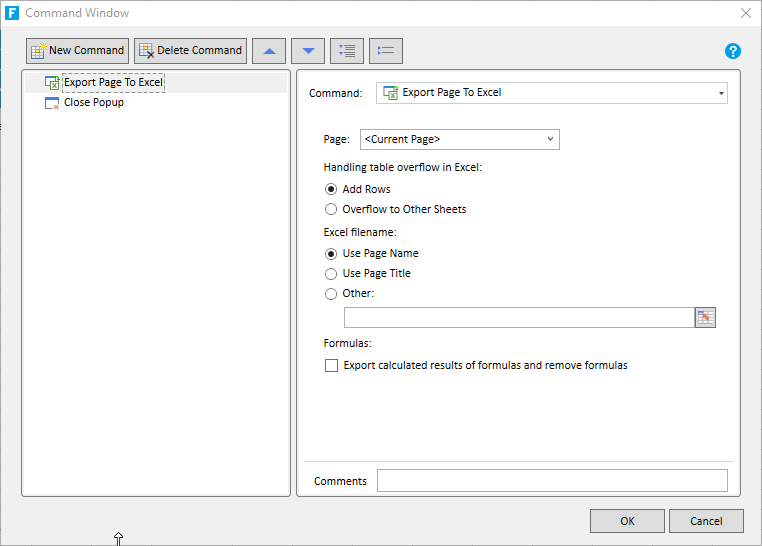 F Command Window
New Command
Delete Command
?
Export Page To Excel
Close Popup
Command: Export Page To Excel
Page: <Current Page>
Handling table overflow in Excel:
Add Rows
Overflow to Other Sheets
Excel filename:
Use Page Name
Use Page Title
Other:
Formulas:
Export calculated results of formulas and remove formulas
Comments
OK
Cancel